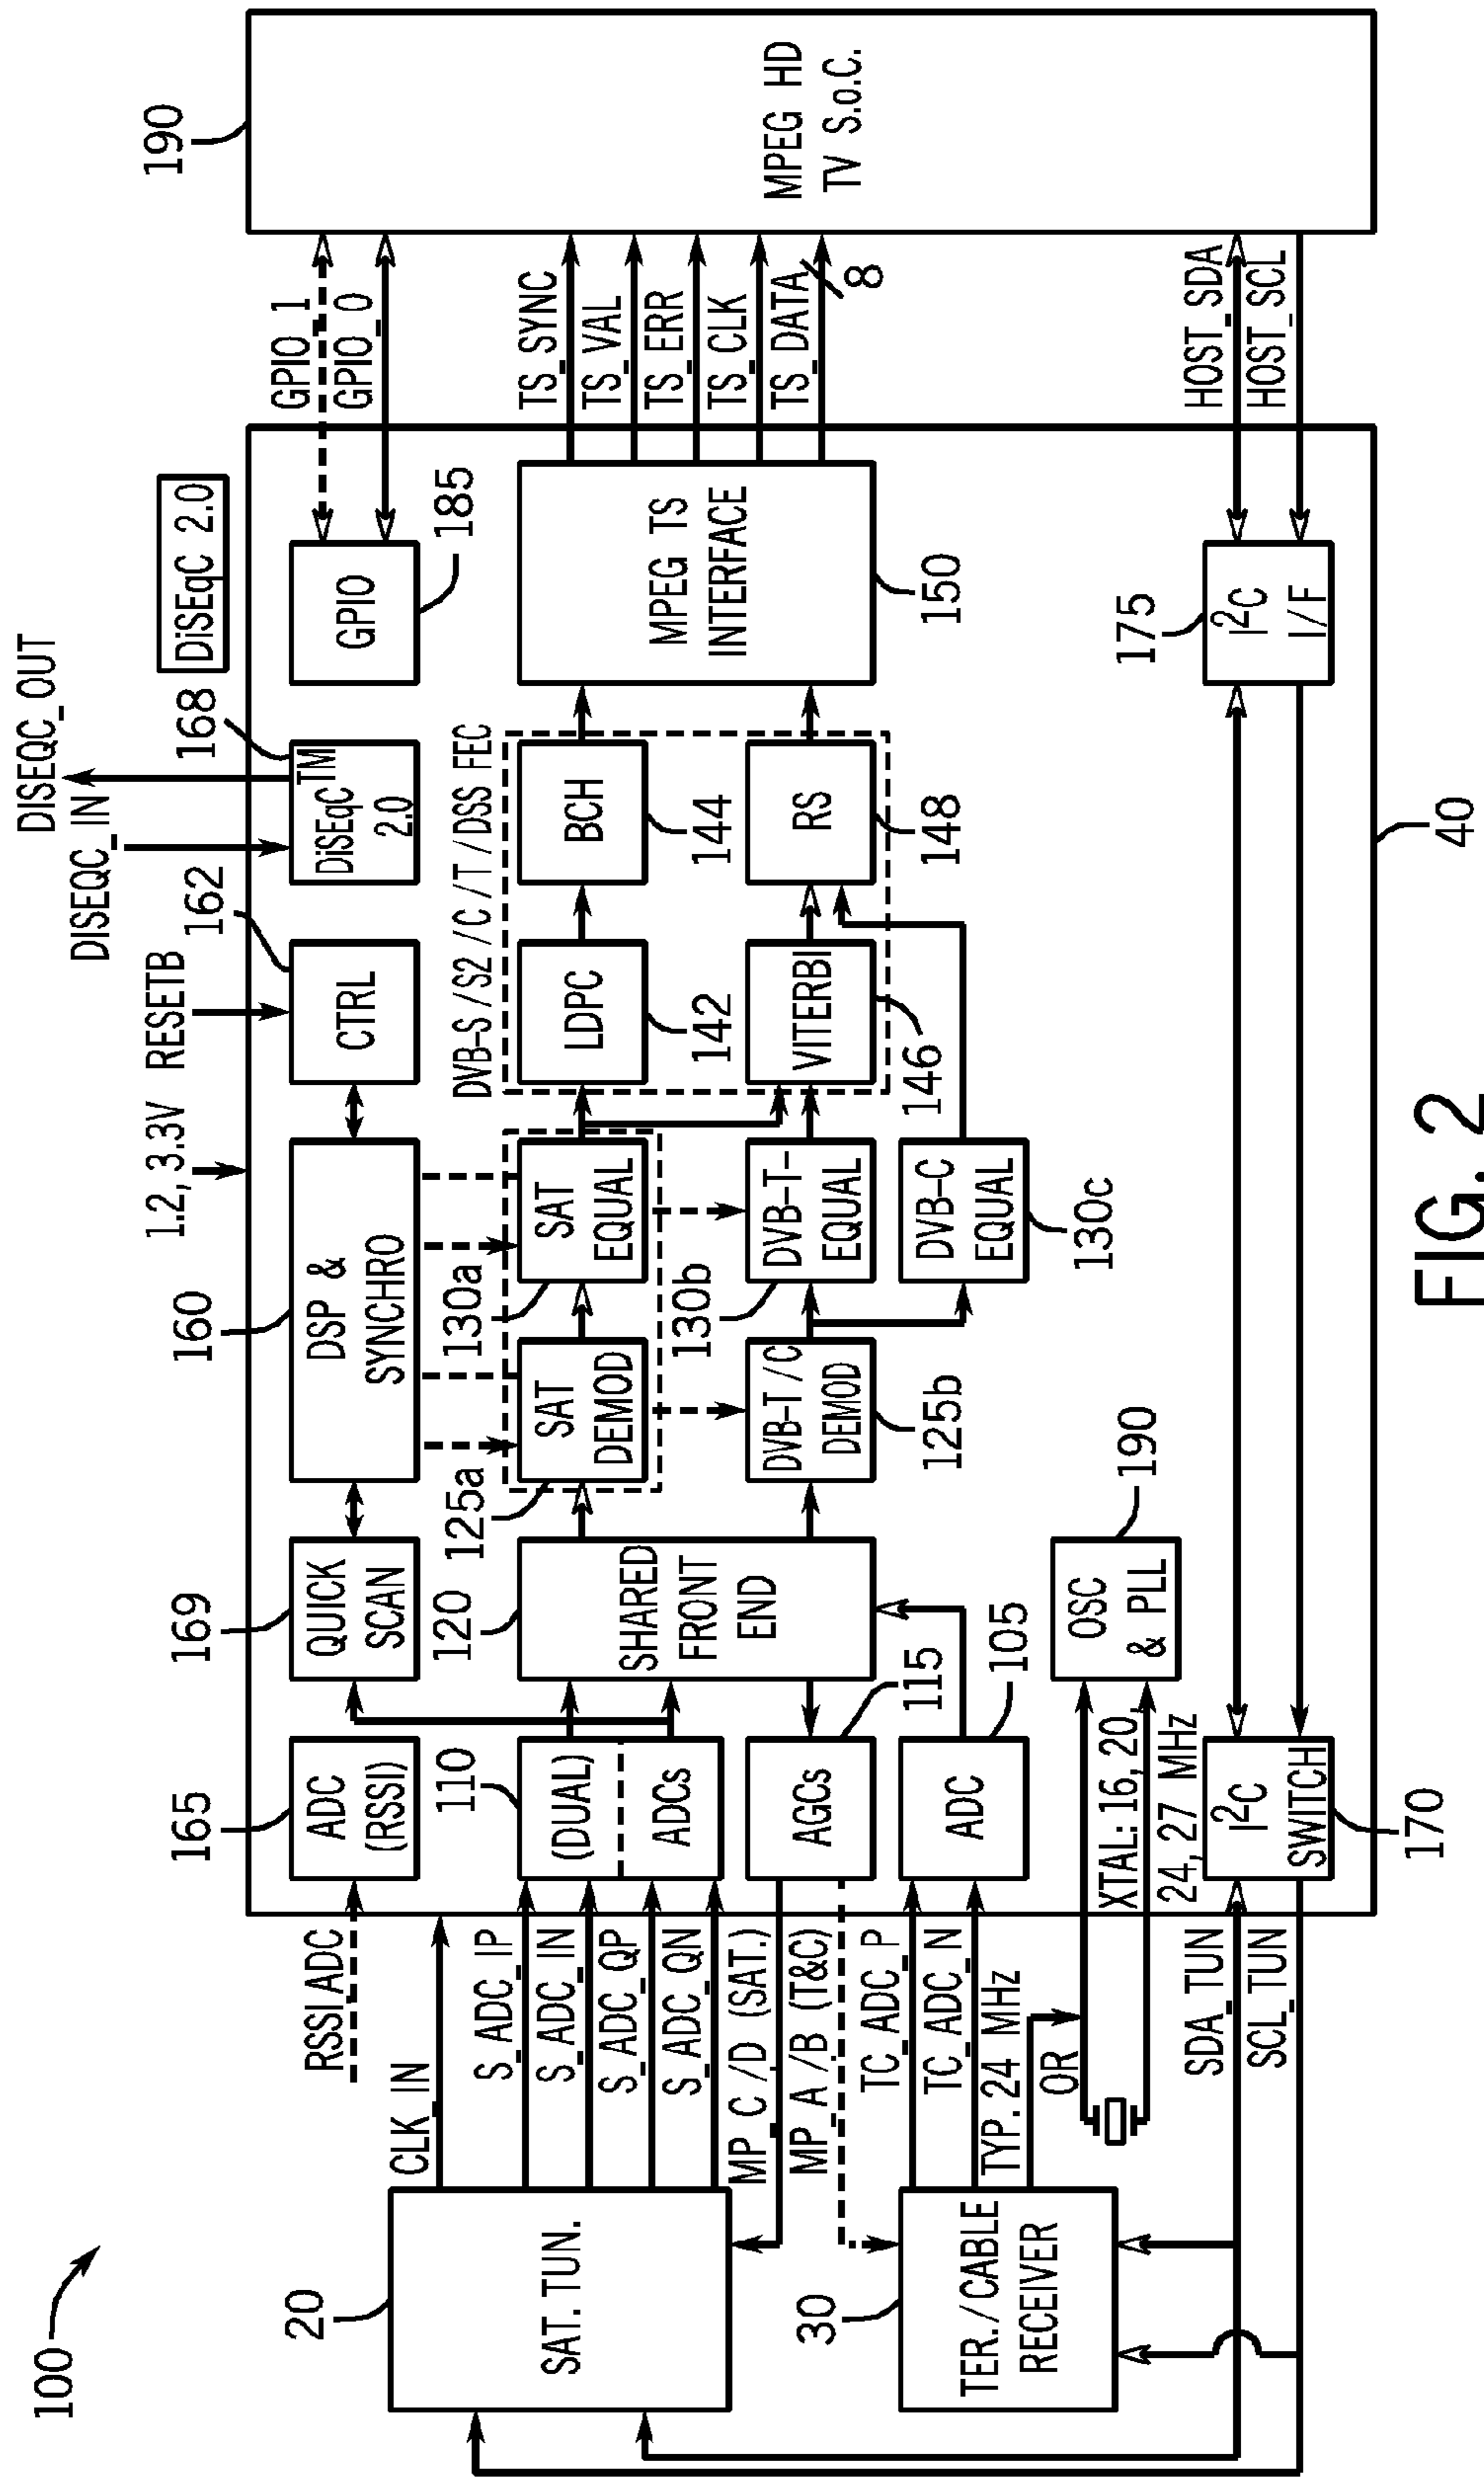 100
20
SAT. TUN.
30
TER./CABLE
RECEIVER
CLK_IN
RSSI_ADC
S_ADC_IP
S_ADC_IN
S_ADC_QP
S_ADC_QN
MP_C/D (SAT.)
MP_A/B (T&C)
TC_ADC_P
TC_ADC_N
TYP. 24 MHz
OR
SDA_TUN
SCL_TUN
165
ADC
(RSSI)
110
(DUAL)
ADCs
AGCs
115
ADC
105
XTAL: 16, 20,
24, 27 MHz
I2C
SWITCH
170
169
QUICK
SCAN
120
SHARED
FRONT
END
OSC
& PLL
190
160
DSP &
SYNCHRO
125a
SAT
DEMOD
130a
SAT
EQUAL
DVB-T/C
DEMOD
125b
130b
DVB-T-
EQUAL
DVB-C
EQUAL
130c
1.2, 3.3V
RESETB
162
CTRL
DISEQC_IN
DISEQC_OUT
168
DiSEqC TM
2.0
DiSEqC 2.0
DVB-S/S2/C/T/DSS FEC
LDPC
142
BCH
144
VITERBI
146
RS
148
GPIO
185
MPEG TS
INTERFACE
150
175
I2C
I/F
40
GPIO_1
GPIO_0
TS_SYNC
TS_VAL
TS_ERR
TS_CLK
TS_DATA
8
HOST_SDA
HOST_SCL
190
MPEG HD
TV S.o.C.
FIG. 2